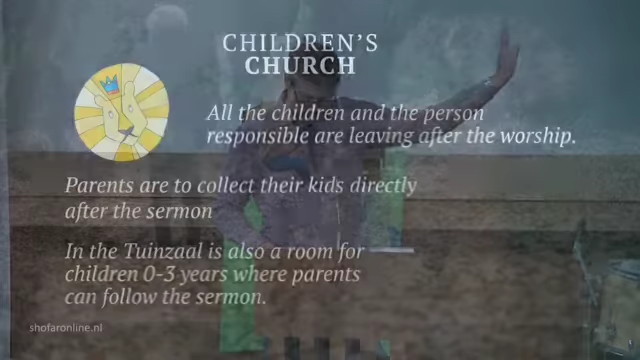 CHILDREN'S
CHURCH
All the children and the person
responsible are leaving after the worship.
Parents are to collect their kids directly
after the sermon
In the Tuinzaal is also a room for
children 0-3 years where parents
can follow the sermon.
shofaronline.nl